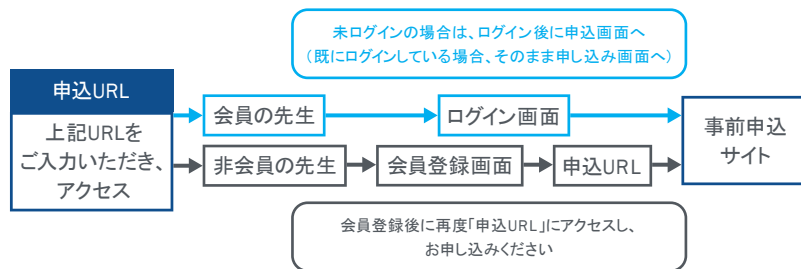 未ログインの場合は、ログイン後に申込画面へ
（既にログインしている場合、そのまま申し込み画面へ）
申込URL
上記URLを
ご入力いただき、
アクセス
会員の先生
ログイン画面
非会員の先生
会員登録画面
申込URL
事前申込
サイト
会員登録後に再度「申込URL」にアクセスし、
お申し込みください